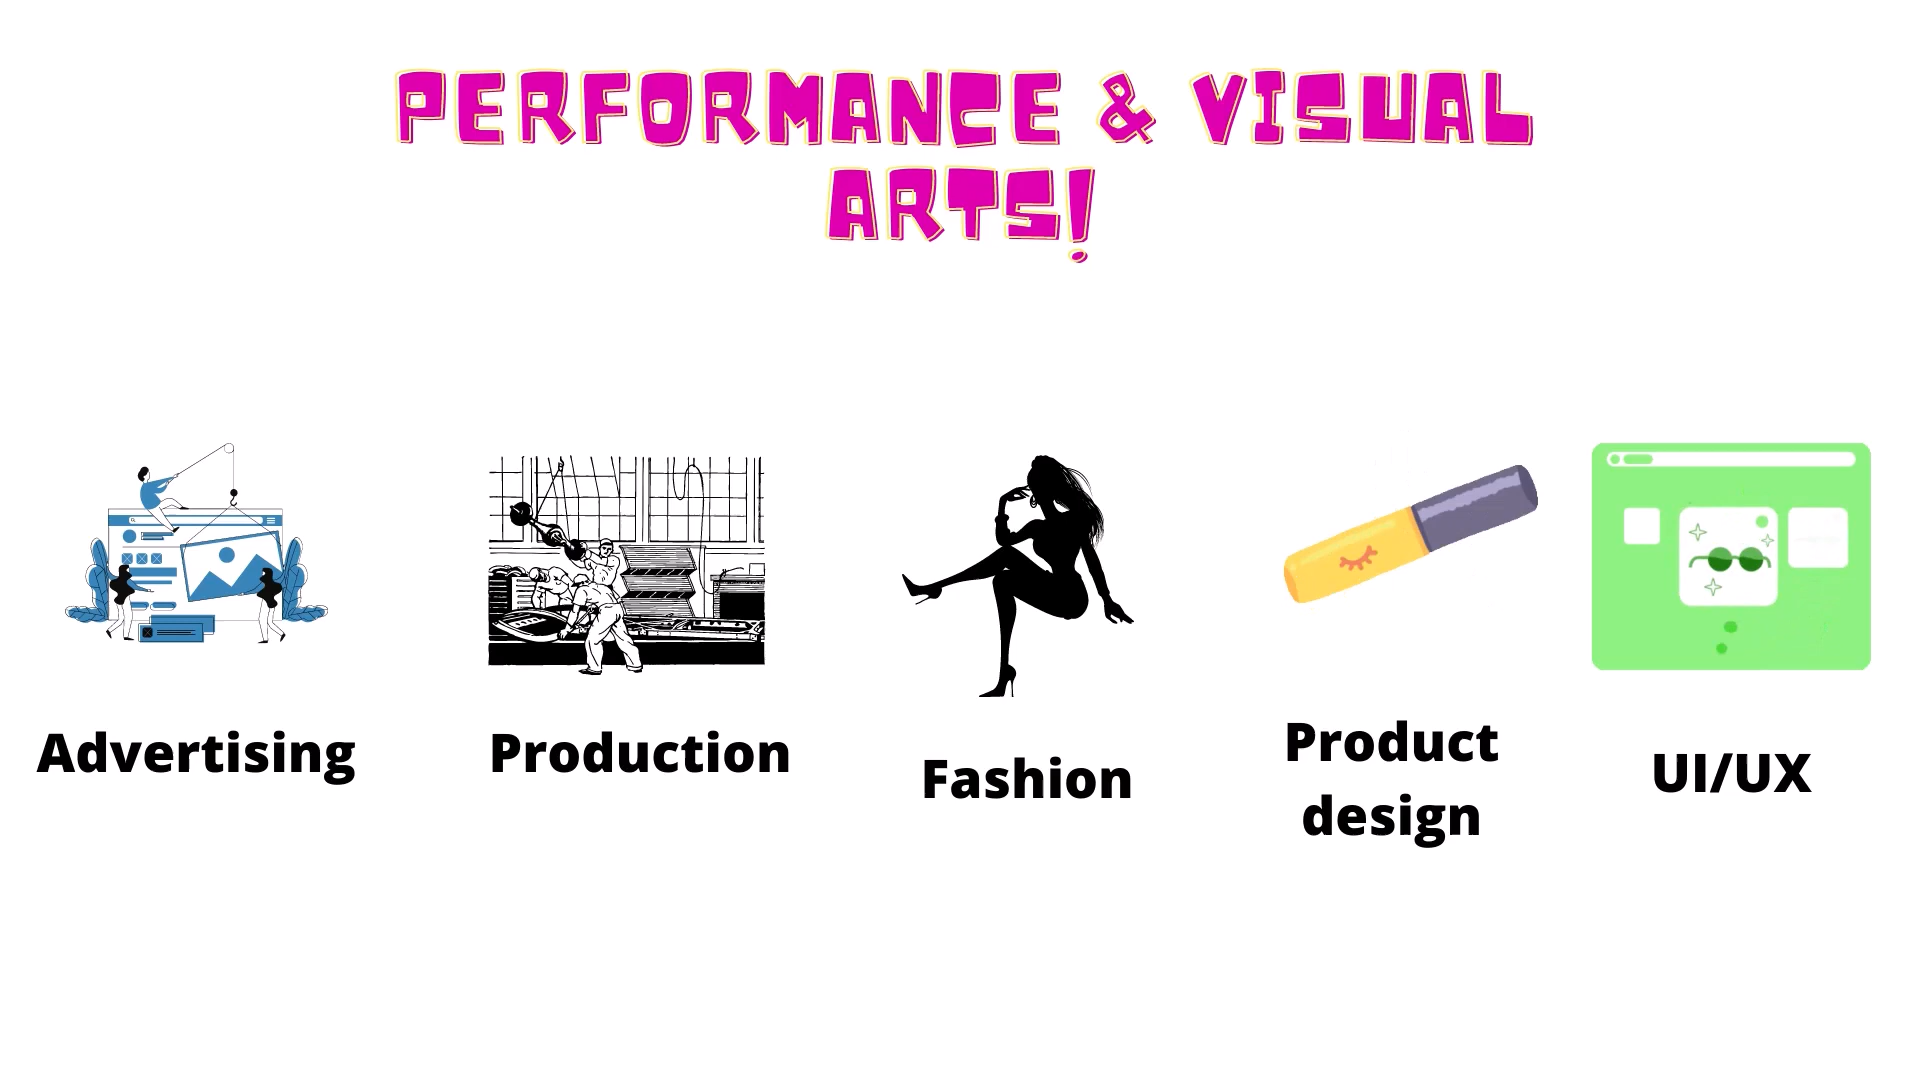 PERFORMANCE & VISUAL
ARTS!
Advertising
Production
Fashion
Product
design
UI/UX